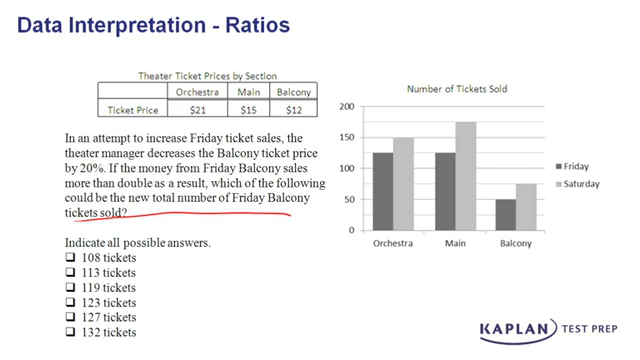 Data Interpretation - Ratios
Theater Ticket Prices by Section
Orchestra Main Balcony
Ticket Price $21 $15 $12
In an attempt to increase Friday ticket sales, the
theater manager decreases the Balcony ticket price
by 20%. If the money from Friday Balcony sales
more than double as a result, which of the following
could be the new total number of Friday Balcony
tickets sold?
Indicate all possible answers.
108 tickets
113 tickets
119 tickets
123 tickets
127 tickets
132 tickets
Number of Tickets Sold
200
150
100
50
0
Orchestra Main Balcony
Friday
Saturday
KAPLAN TEST PREP